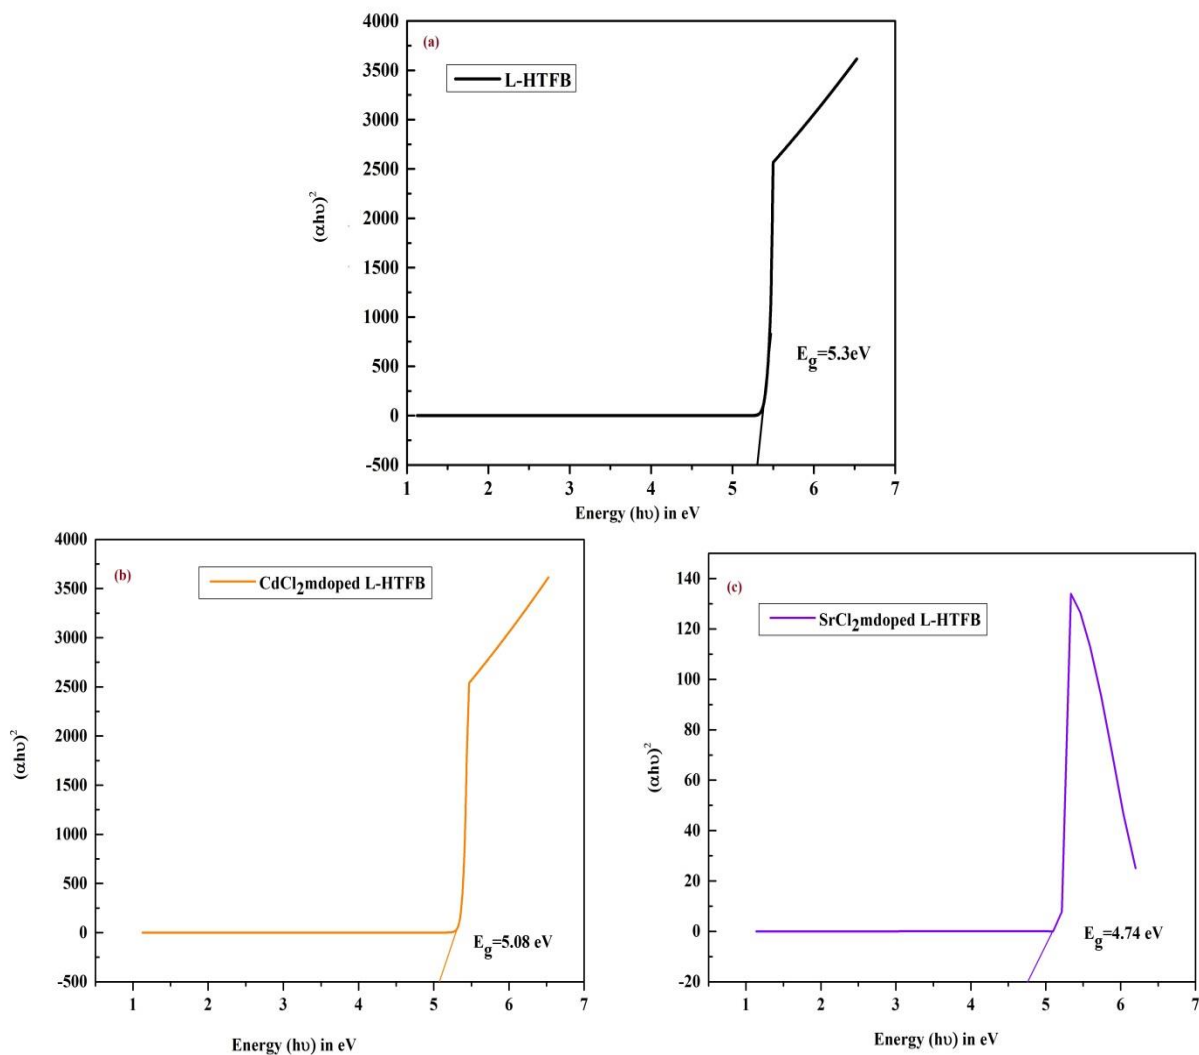 (a)
L-HTFB
4000
3500
3000
2500
2000
1500
1000
500
0
-500
(αhυ)²
E_g=5.3eV
1 2 3 4 5 6 7
Energy (hυ) in eV
(b)
CdCl₂mdoped L-HTFB
4000
3500
3000
2500
2000
1500
1000
500
0
-500
(αhυ)²
E_g=5.08 eV
1 2 3 4 5 6 7
Energy (hυ) in eV
(c)
SrCl₂mdoped L-HTFB
140
120
100
80
60
40
20
0
-20
(αhυ)²
E_g=4.74 eV
1 2 3 4 5 6 7
Energy (hυ) in eV